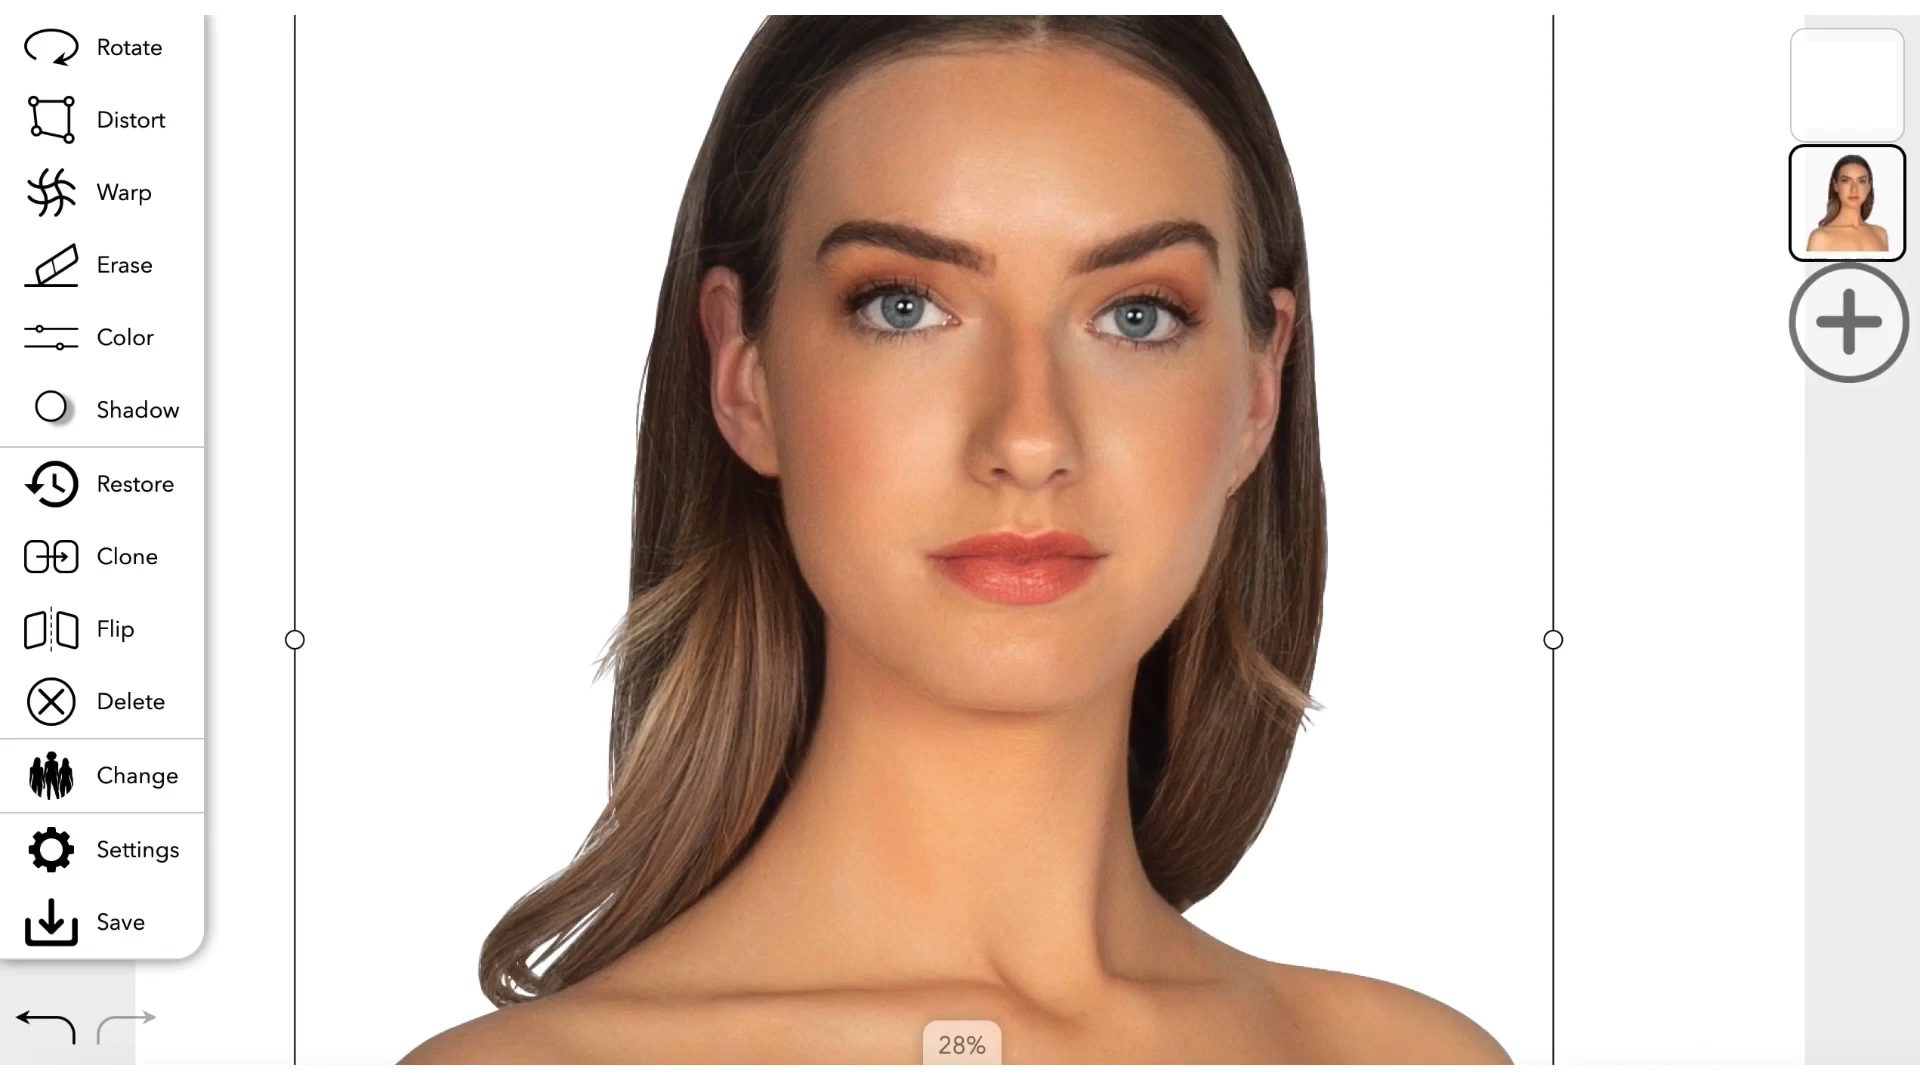 Rotate
Distort
Warp
Erase
Color
Shadow
Restore
Clone
Flip
Delete
Change
Settings
Save
28%